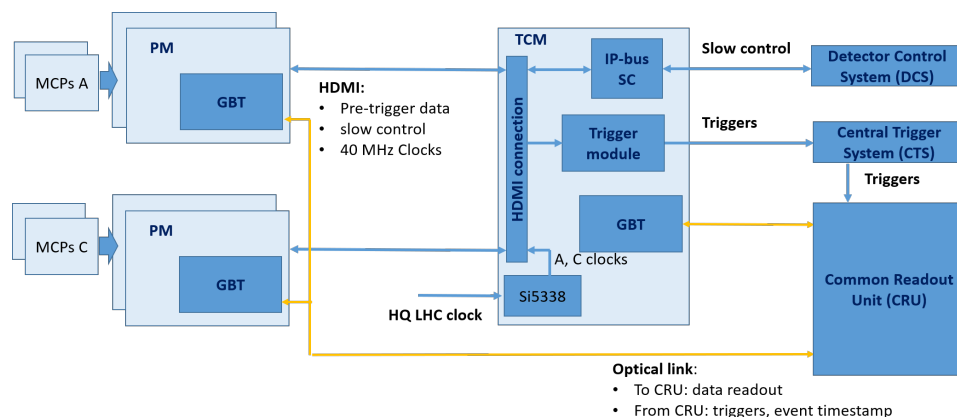 PM
MCPs A
GBT
HDMI:
• Pre-trigger data
• slow control
• 40 MHz Clocks
PM
MCPs C
GBT
TCM
HDMI connection
IP-bus
SC
Trigger
module
GBT
A, C clocks
Si5338
HQ LHC clock
Slow control
Detector Control
System (DCS)
Triggers
Central Trigger
System (CTS)
Triggers
Common Readout
Unit (CRU)
Optical link:
• To CRU: data readout
• From CRU: triggers, event timestamp